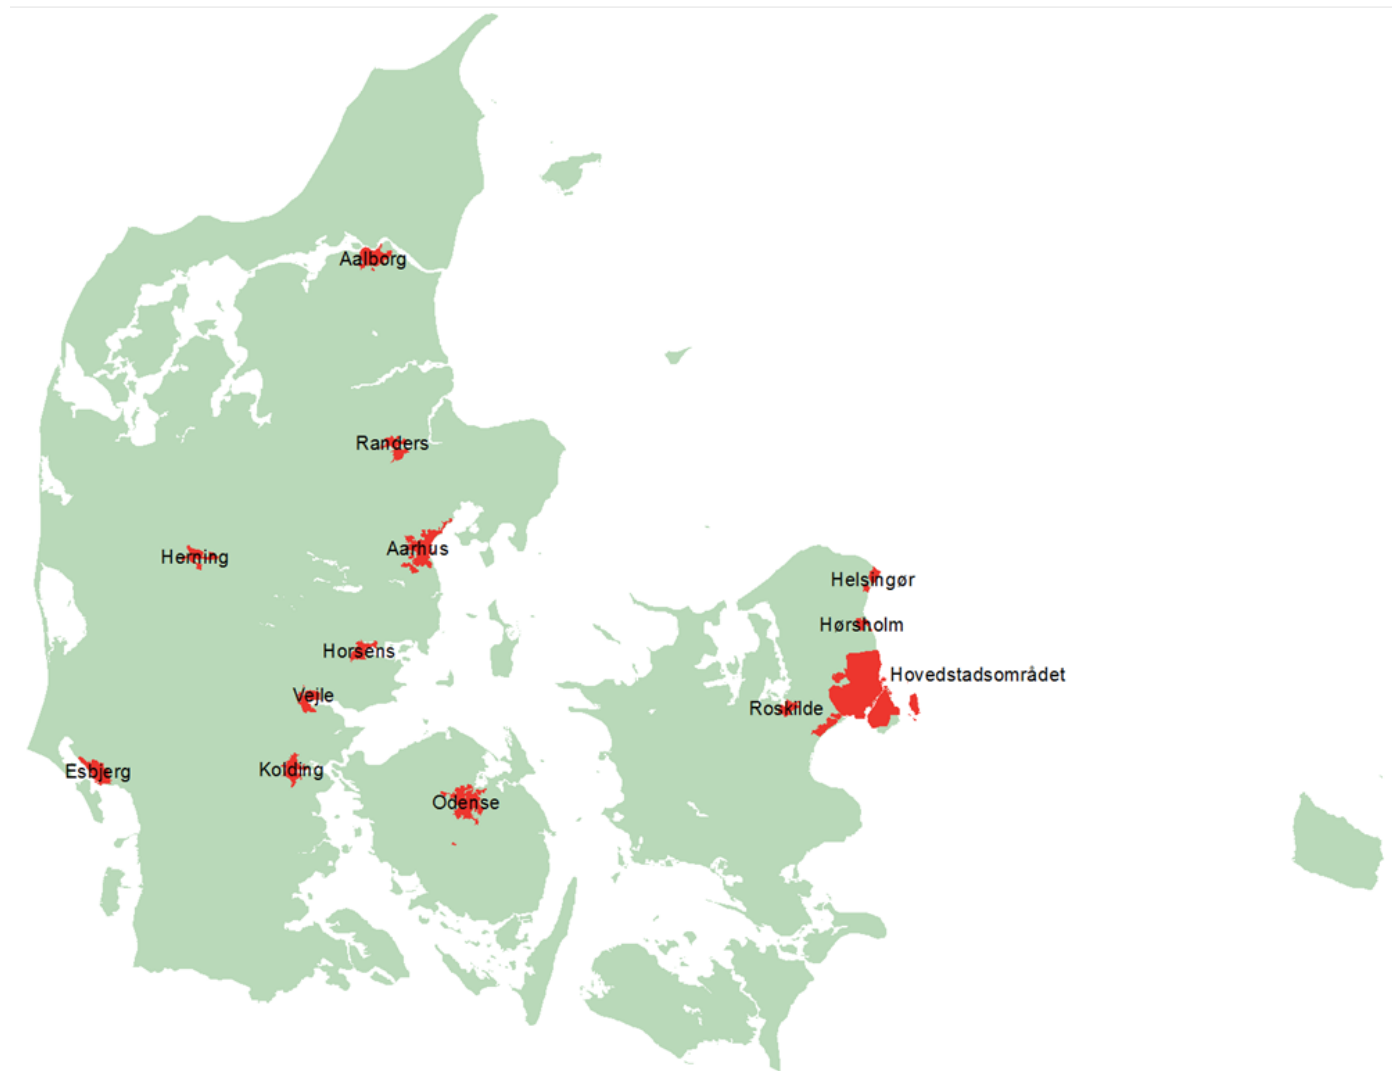 Aalborg
Randers
Aarhus
Herning
Helsingør
Hørsholm
Horsens
Hovedstadsområdet
Vejle
Roskilde
Esbjerg
Kolding
Odense